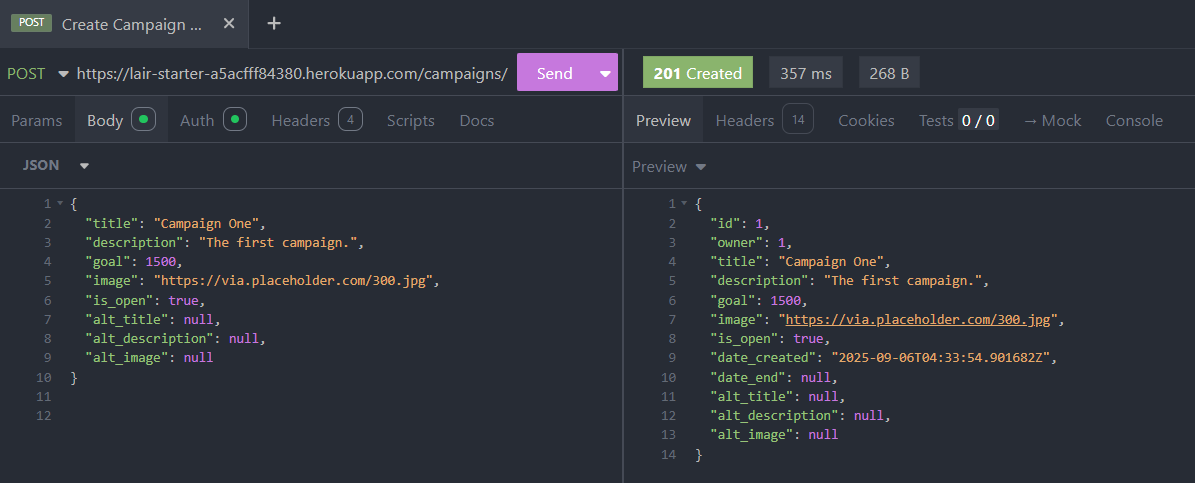 POST Create Campaign ... × +
POST https://lair-starter-a5acfff84380.herokuapp.com/campaigns/ Send
201 Created 357 ms 268 B
Params Body Auth Headers 4 Scripts Docs
Preview Headers 14 Cookies Tests 0 / 0 → Mock Console
JSON
Preview
1 {
2 "title": "Campaign One",
3 "description": "The first campaign.",
4 "goal": 1500,
5 "image": "https://via.placeholder.com/300.jpg",
6 "is_open": true,
7 "alt_title": null,
8 "alt_description": null,
9 "alt_image": null
10 }
11
12
1 {
2 "id": 1,
3 "owner": 1,
4 "title": "Campaign One",
5 "description": "The first campaign.",
6 "goal": 1500,
7 "image": "https://via.placeholder.com/300.jpg",
8 "is_open": true,
9 "date_created": "2025-09-06T04:33:54.901682Z",
10 "date_end": null,
11 "alt_title": null,
12 "alt_description": null,
13 "alt_image": null
14 }